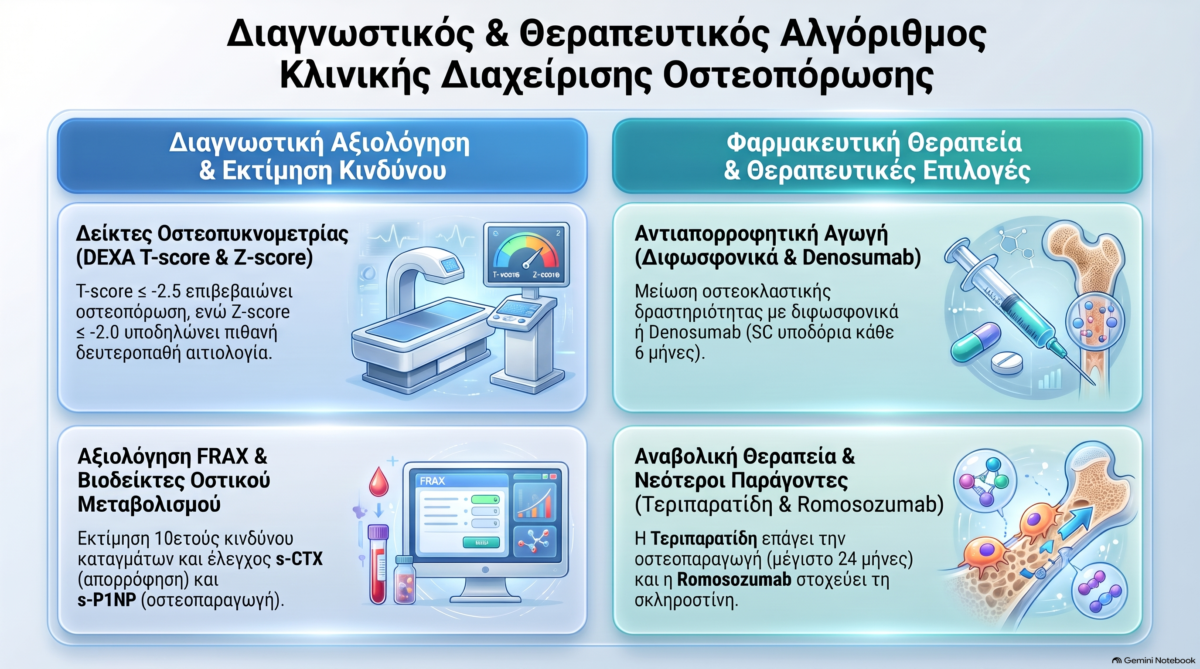 Διαγνωστικός & Θεραπευτικός Αλγόριθμος
Κλινικής Διαχείρισης Οστεοπόρωσης
Διαγνωστική Αξιολόγηση
& Εκτίμηση Κινδύνου
Δείκτες Οστεοπυκνομετρίας
(DEXA T-score & Z-score)
T-score ≤ -2.5 επιβεβαιώνει
οστεοπόρωση, ενώ Z-score
≤ -2.0 υποδηλώνει πιθανή
δευτεροπαθή αιτιολογία.
Αξιολόγηση FRAX &
Βιοδείκτες Οστικού
Μεταβολισμού
Εκτίμηση 10ετούς κινδύνου
καταγμάτων και έλεγχος s-CTX
(απορρόφηση) και
s-P1NP (οστεοπαραγωγή).
FRAX
Φαρμακευτική Θεραπεία
& Θεραπευτικές Επιλογές
Αντιαπορροφητική Αγωγή
(Διφωσφονικά & Denosumab)
Μείωση οστεοκλαστικής
δραστηριότητας με διφωσφονικά
ή Denosumab (SC υποδόρια κάθε
6 μήνες).
Αναβολική Θεραπεία &
Νεότεροι Παράγοντες
(Τεριπαρατίδη & Romosozumab)
Η Τεριπαρατίδη επάγει την
οστεοπαραγωγή (μέγιστο 24 μήνες)
και η Romosozumab στοχεύει τη
σκληροστίνη.
Gemini Notebook